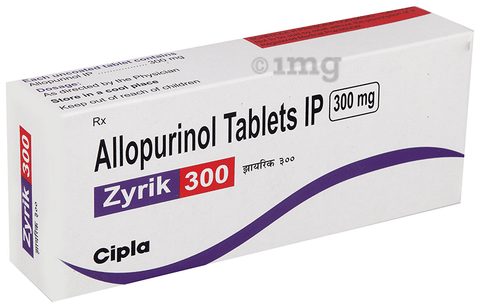 Each uncoated tablet contains
Allopurinol IP .................... 300 mg
Dosage:
As directed by the Physician
Store in a cool place
Keep out of reach of children
1mg
Rx
Allopurinol Tablets IP 300 mg
Zyrik 300
झायरिक ३००
Cipla
Zyrik 300
झायरिक ३००